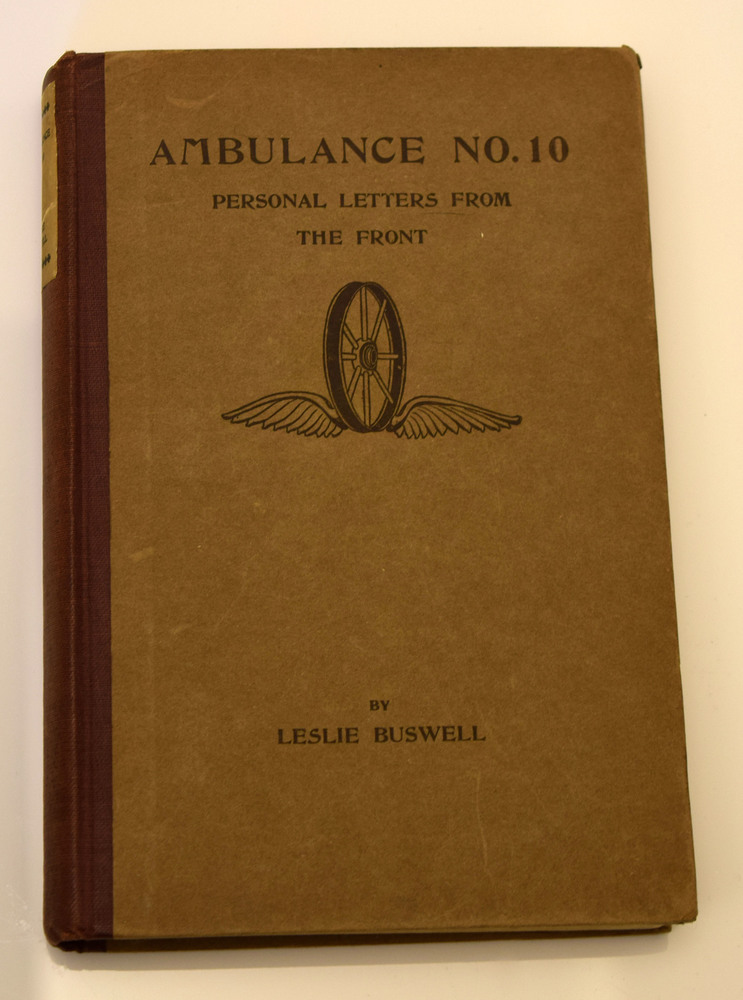 AMBULANCE NO. 10
PERSONAL LETTERS FROM
THE FRONT
BY
LESLIE BUSWELL